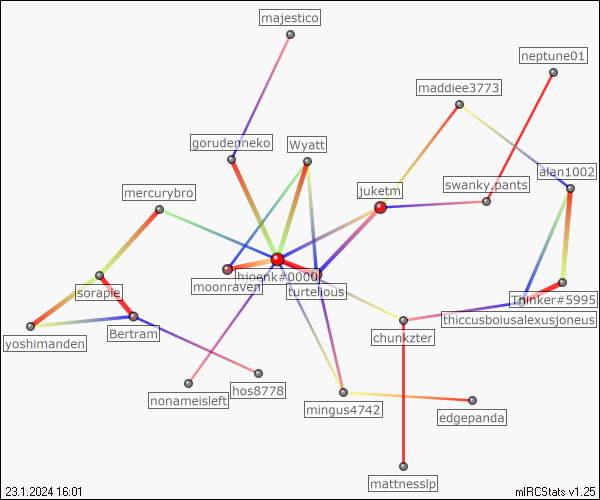 majestico
neptune01
maddiee3773
gorudenneko
Wyatt
alan1002
mercurybro
juketm
swanky.pants
hjoenk#0000
moonraven
turtelious
sorapie
Thinker#5995
thiccusboiusalexusjoneus
Bertram
chunkzter
yoshimanden
hos8778
nonameisleft
mingus4742
edgepanda
mattnesslp
23.1.2024 16:01
mIRCStats v1.25